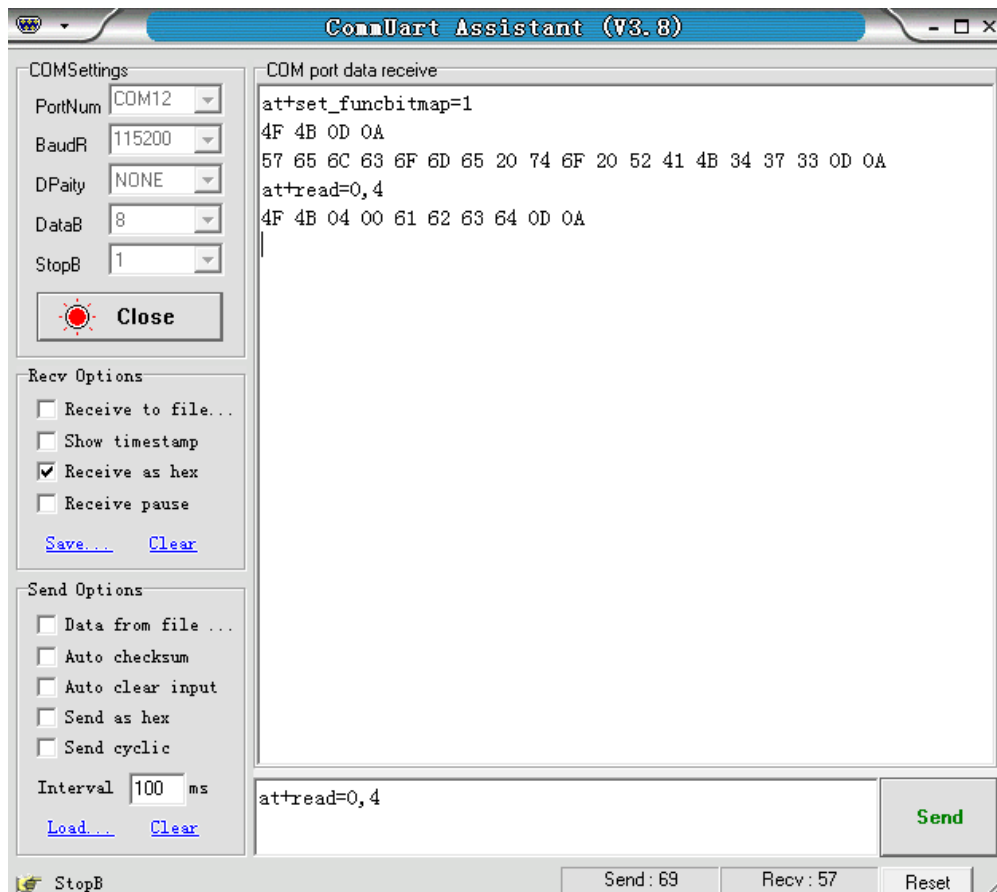 CommUart Assistant (V3.8)
COMSettings
PortNum COM12
BaudR 115200
DPaity NONE
DataB 8
StopB 1
Close
Recv Options
Receive to file...
Show timestamp
Receive as hex
Receive pause
Save... Clear
Send Options
Data from file ...
Auto checksum
Auto clear input
Send as hex
Send cyclic
Interval 100 ms
Load... Clear
COM port data receive
at+set_funcbitmap=1
4F 4B 0D 0A
57 65 6C 63 6F 6D 65 20 74 6F 20 52 41 4B 34 37 33 0D 0A
at+read=0,4
4F 4B 04 00 61 62 63 64 0D 0A
at+read=0,4
Send
StopB
Send : 69
Recv : 57
Reset